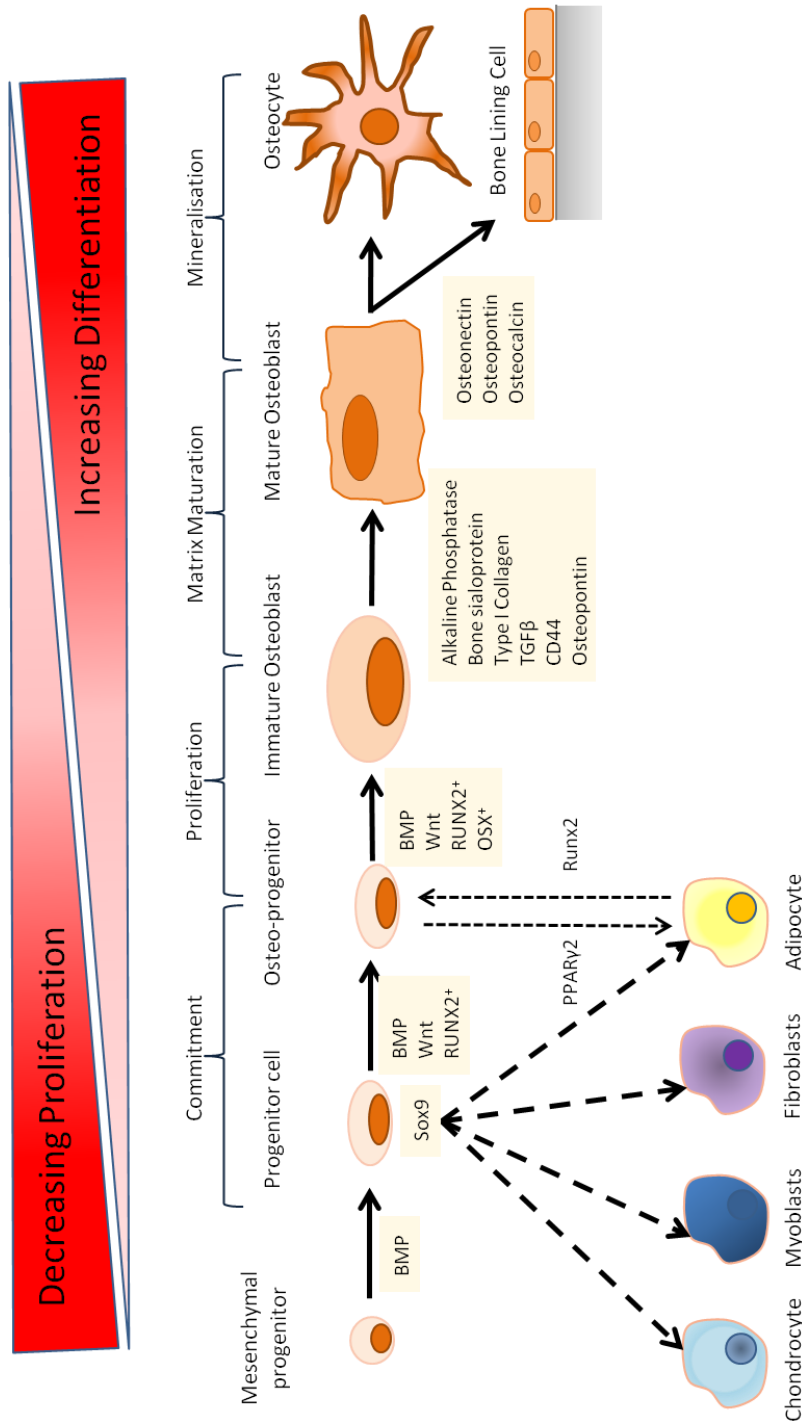 Decreasing Proliferation
Increasing Differentiation
Commitment
Proliferation
Matrix Maturation
Mineralisation
Mesenchymal
progenitor
Progenitor cell
Osteo-progenitor
Immature Osteoblast
Mature Osteoblast
Osteocyte
BMP
Sox9
BMP
Wnt
RUNX2⁺
BMP
Wnt
RUNX2⁺
OSX⁺
Alkaline Phosphatase
Bone sialoprotein
Type I Collagen
TGFβ
CD44
Osteopontin
Osteonectin
Osteopontin
Osteocalcin
Bone Lining Cell
PPARγ2
Runx2
Chondrocyte
Myoblasts
Fibroblasts
Adipocyte